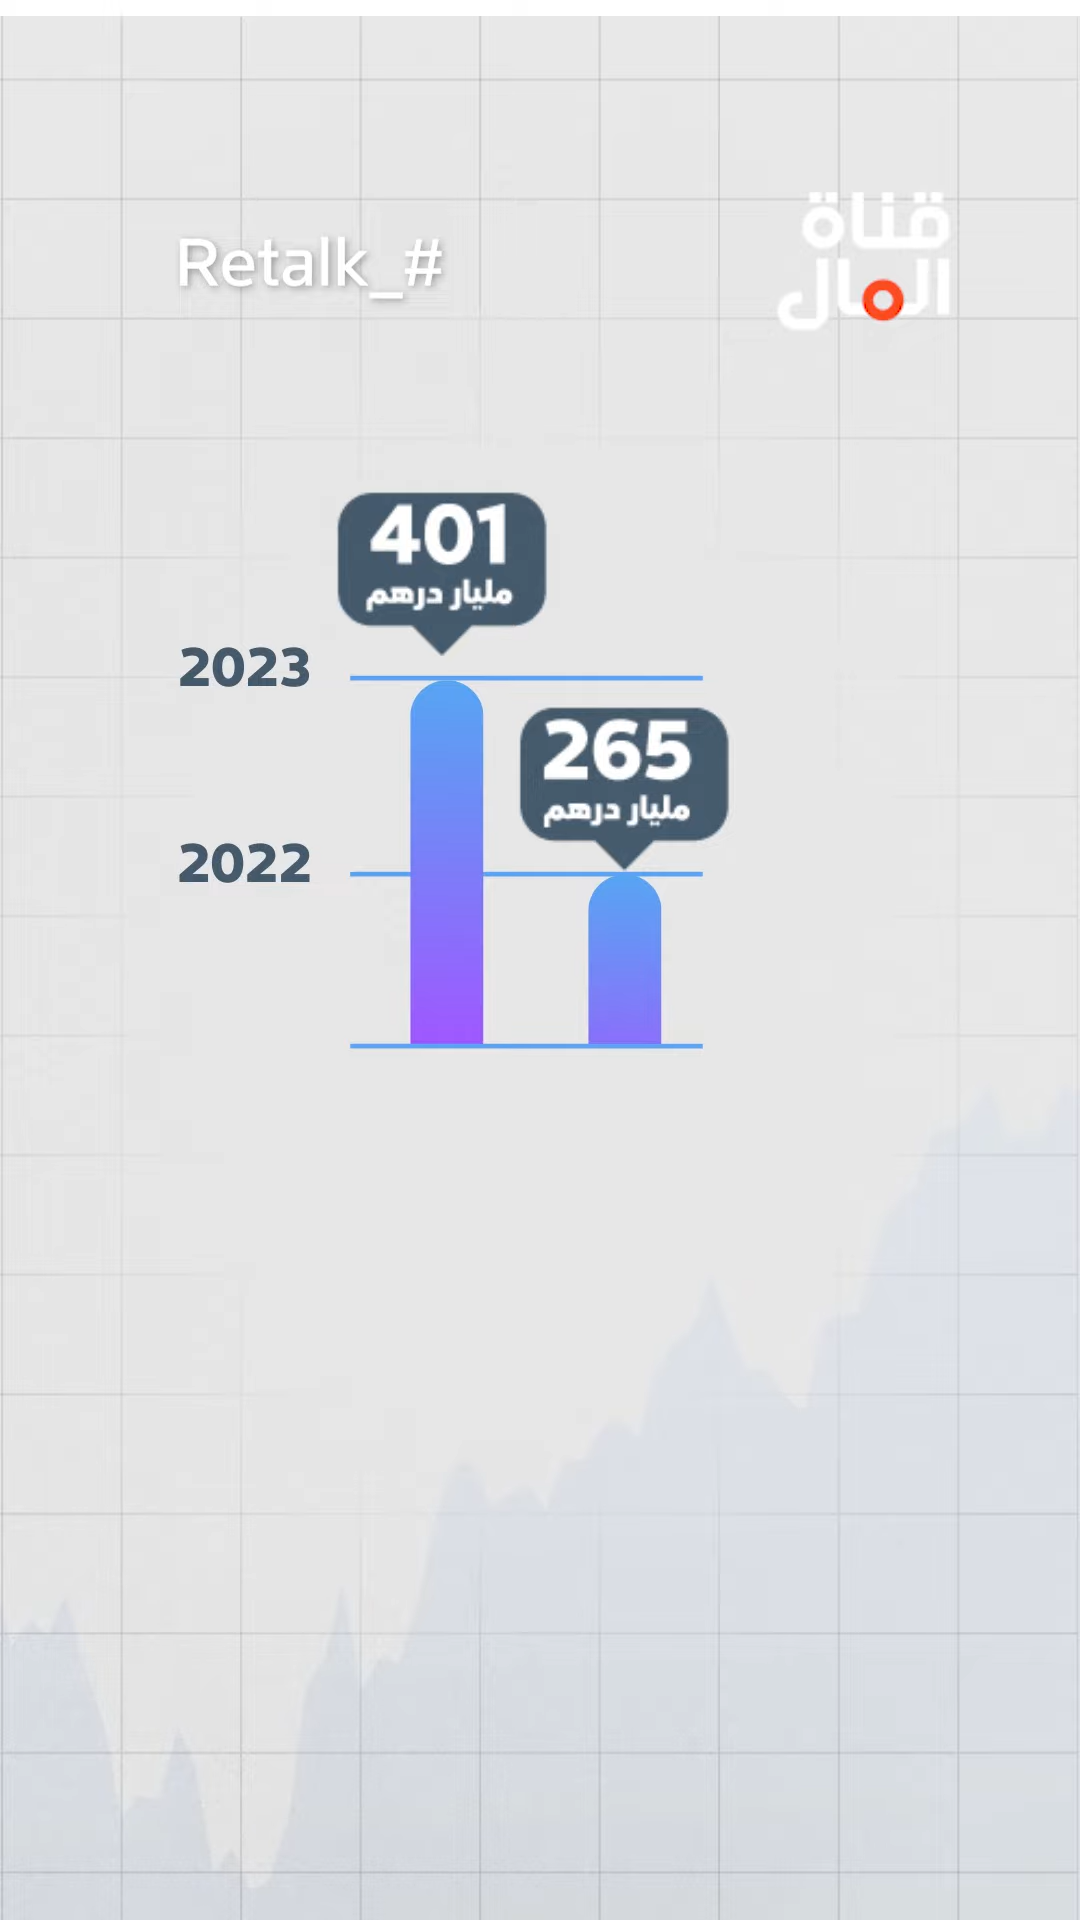 Retalk_#
قناة
المال
401
مليار درهم
2023
265
مليار درهم
2022